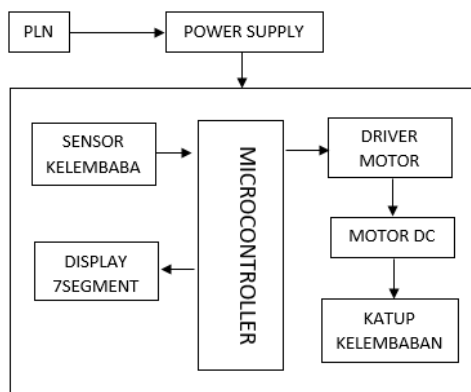 PLN
POWER SUPPLY
SENSOR
KELEMBABA
MICROCONTROLLER
DRIVER
MOTOR
DISPLAY
7SEGMENT
MOTOR DC
KATUP
KELEMBABAN